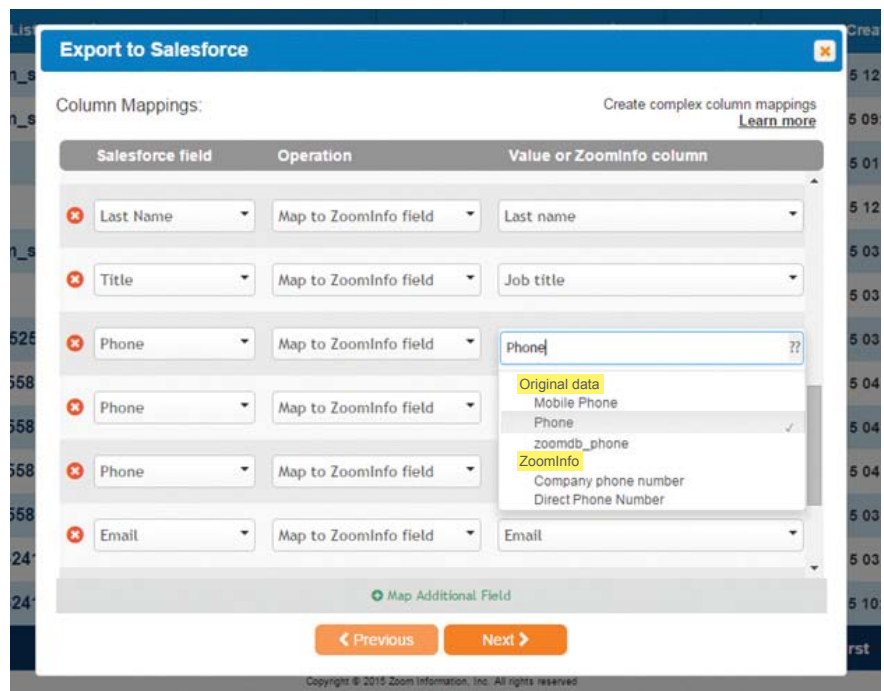 Export to Salesforce
Column Mappings:
Create complex column mappings
Learn more
Salesforce field Operation Value or ZoomInfo column
Last Name Map to ZoomInfo field Last name
Title Map to ZoomInfo field Job title
Phone Map to ZoomInfo field Phone ??
Original data
Mobile Phone
Phone Map to ZoomInfo field
Phone
zoomdb_phone
ZoomInfo
Phone Map to ZoomInfo field
Company phone number
Direct Phone Number
Email Map to ZoomInfo field Email
Map Additional Field
Previous Next
Copyright © 2015 Zoom Information, Inc. All rights reserved